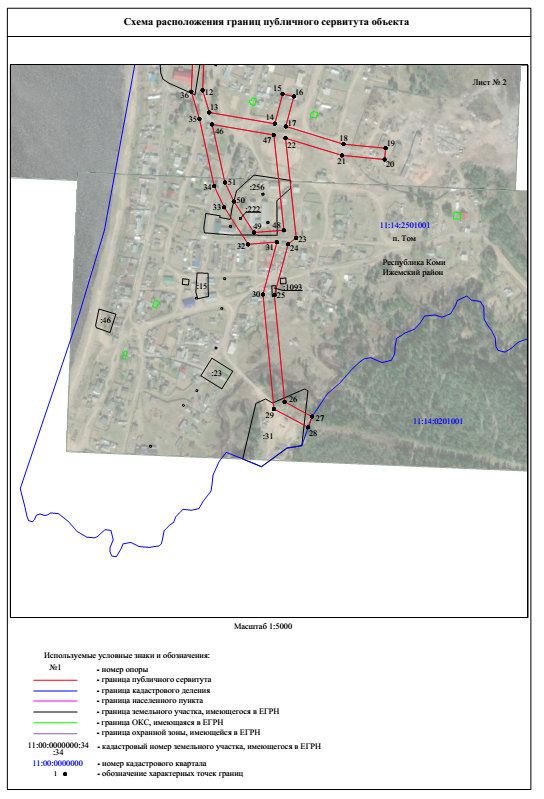 Схема расположения границ публичного сервитута объекта
Лист № 2
15
16
36
12
13
14
17
35
46
47
22
18
19
21
20
34
51
:256
33
50
:222
49
48
23
32
31
24
11:14:2501001
п. Том
Республика Коми
Ижемский район
:15
30
25
:1093
:46
:23
26
29
27
28
:31
11:14:0201001
Масштаб 1:5000
Используемые условные знаки и обозначения:
№1 - номер опоры
- граница публичного сервитута
- граница кадастрового деления
- граница населенного пункта
- граница земельного участка, имеющегося в ЕГРН
- граница ОКС, имеющаяся в ЕГРН
- граница охранной зоны, имеющейся в ЕГРН
11:00:0000000:34 - кадастровый номер земельного участка, имеющегося в ЕГРН
:34
11:00:0000000 - номер кадастрового квартала
1 - обозначение характерных точек границ